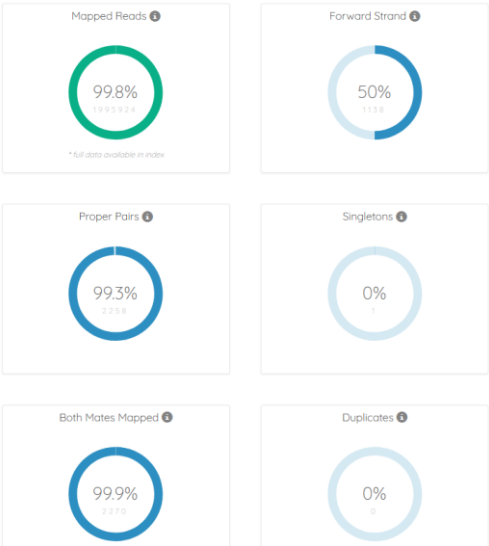 Mapped Reads
Forward Strand
99.8%
1995924
50%
1138
* full data available in index
Proper Pairs
Singletons
99.3%
2258
0%
1
Both Mates Mapped
Duplicates
99.9%
2270
0%
0